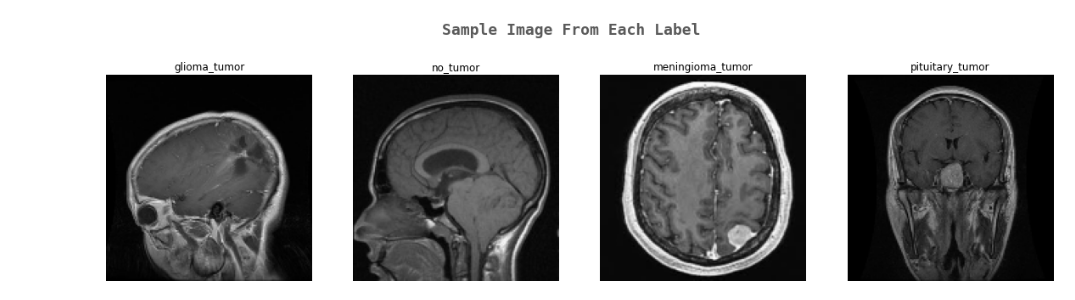 Sample Image From Each Label
glioma_tumor
no_tumor
meningioma_tumor
pituitary_tumor